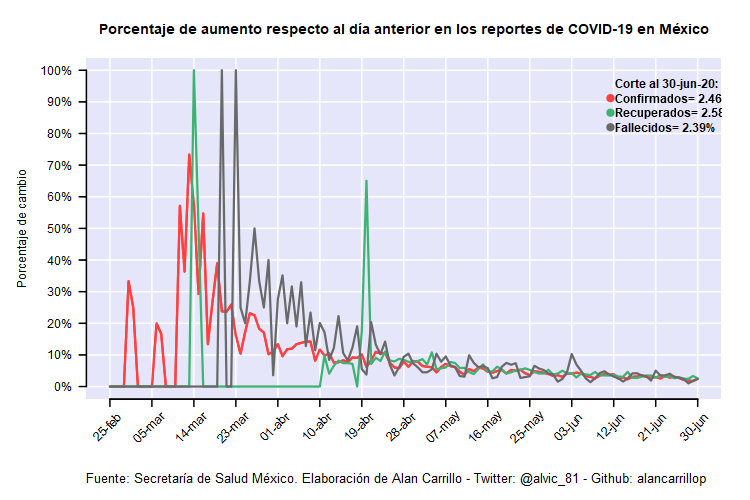 Porcentaje de aumento respecto al día anterior en los reportes de COVID-19 en México
Porcentaje de cambio
100%
90%
80%
70%
60%
50%
40%
30%
20%
10%
0%
Corte al 30-jun-20:
Confirmados= 2.46
Recuperados= 2.58
Fallecidos= 2.39%
25-feb
05-mar
14-mar
23-mar
01-abr
10-abr
19-abr
28-abr
07-may
16-may
25-may
03-jun
12-jun
21-jun
30-jun
Fuente: Secretaría de Salud México. Elaboración de Alan Carrillo - Twitter: @alvic_81 - Github: alancarrillop